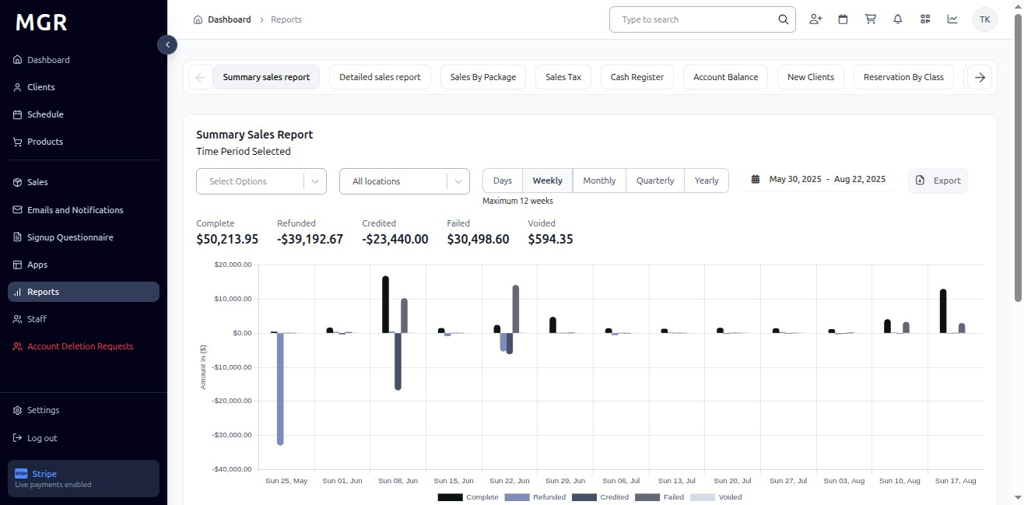 MGR
Dashboard
Clients
Schedule
Products
Sales
Emails and Notifications
Signup Questionnaire
Apps
Reports
Staff
Account Deletion Requests
Settings
Log out
Stripe
Live payments enabled
Dashboard > Reports
Type to search
TK
Summary sales report
Detailed sales report
Sales By Package
Sales Tax
Cash Register
Account Balance
New Clients
Reservation By Class
Summary Sales Report
Time Period Selected
Select Options
All locations
Days
Weekly
Monthly
Quarterly
Yearly
Maximum 12 weeks
May 30, 2025 - Aug 22, 2025
Export
Complete
$50,213.95
Refunded
-$39,192.67
Credited
-$23,440.00
Failed
$30,498.60
Voided
$594.35
Amount in ($)
$20,000.00
$10,000.00
$0.00
-$10,000.00
-$20,000.00
-$30,000.00
-$40,000.00
Sun 25, May
Sun 01, Jun
Sun 08, Jun
Sun 15, Jun
Sun 22, Jun
Sun 29, Jun
Sun 06, Jul
Sun 13, Jul
Sun 20, Jul
Sun 27, Jul
Sun 03, Aug
Sun 10, Aug
Sun 17, Aug
Complete
Refunded
Credited
Failed
Voided